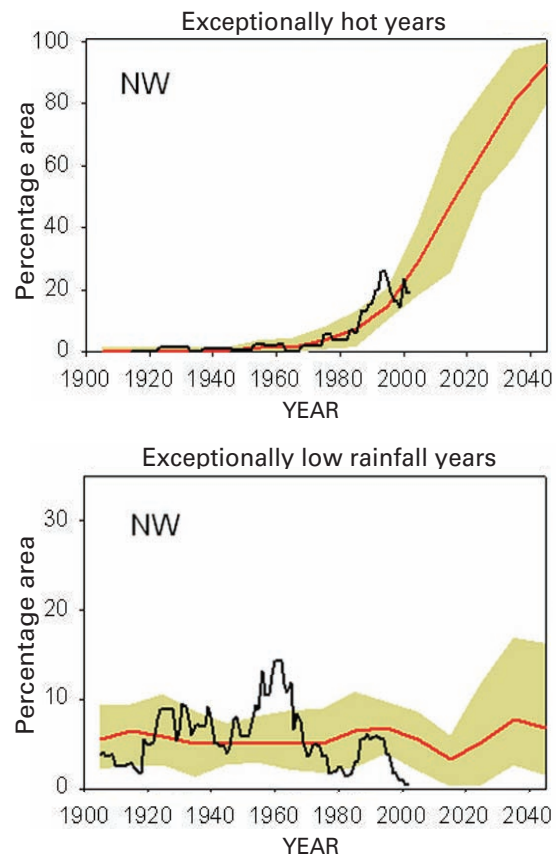 Exceptionally hot years
100
80
60
40
20
0
NW
Percentage area
1900 1920 1940 1960 1980 2000 2020 2040
YEAR
Exceptionally low rainfall years
30
20
10
0
NW
Percentage area
1900 1920 1940 1960 1980 2000 2020 2040
YEAR